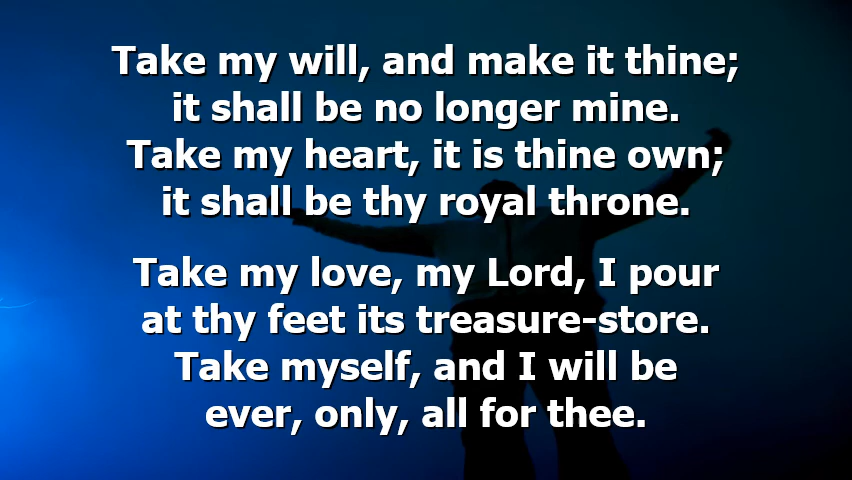 Take my will, and make it thine;
it shall be no longer mine.
Take my heart, it is thine own;
it shall be thy royal throne.
Take my love, my Lord, I pour
at thy feet its treasure-store.
Take myself, and I will be
ever, only, all for thee.